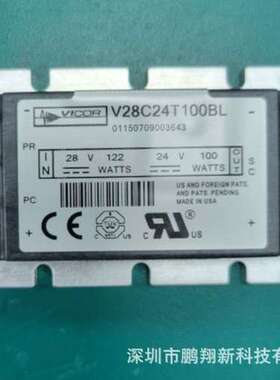 VICOR V28C24T100BL
01150709003643
PR IN 28 V 122 WATTS 24 V 100 WATTS OUT SC
US AND FOREIGN PATS.
AND PATS. PENDING
MADE IN USA
PC
+ CE RU US -
深圳市鹏翔新科技有